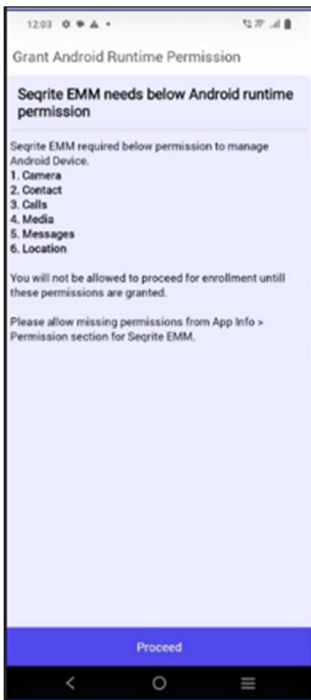 12:03
Grant Android Runtime Permission
Seqrite EMM needs below Android runtime
permission
Seqrite EMM required below permission to manage
Android Device.
1. Camera
2. Contact
3. Calls
4. Media
5. Messages
6. Location
You will not be allowed to proceed for enrollment untill
these permissions are granted.
Please allow missing permissions from App Info >
Permission section for Seqrite EMM.
Proceed